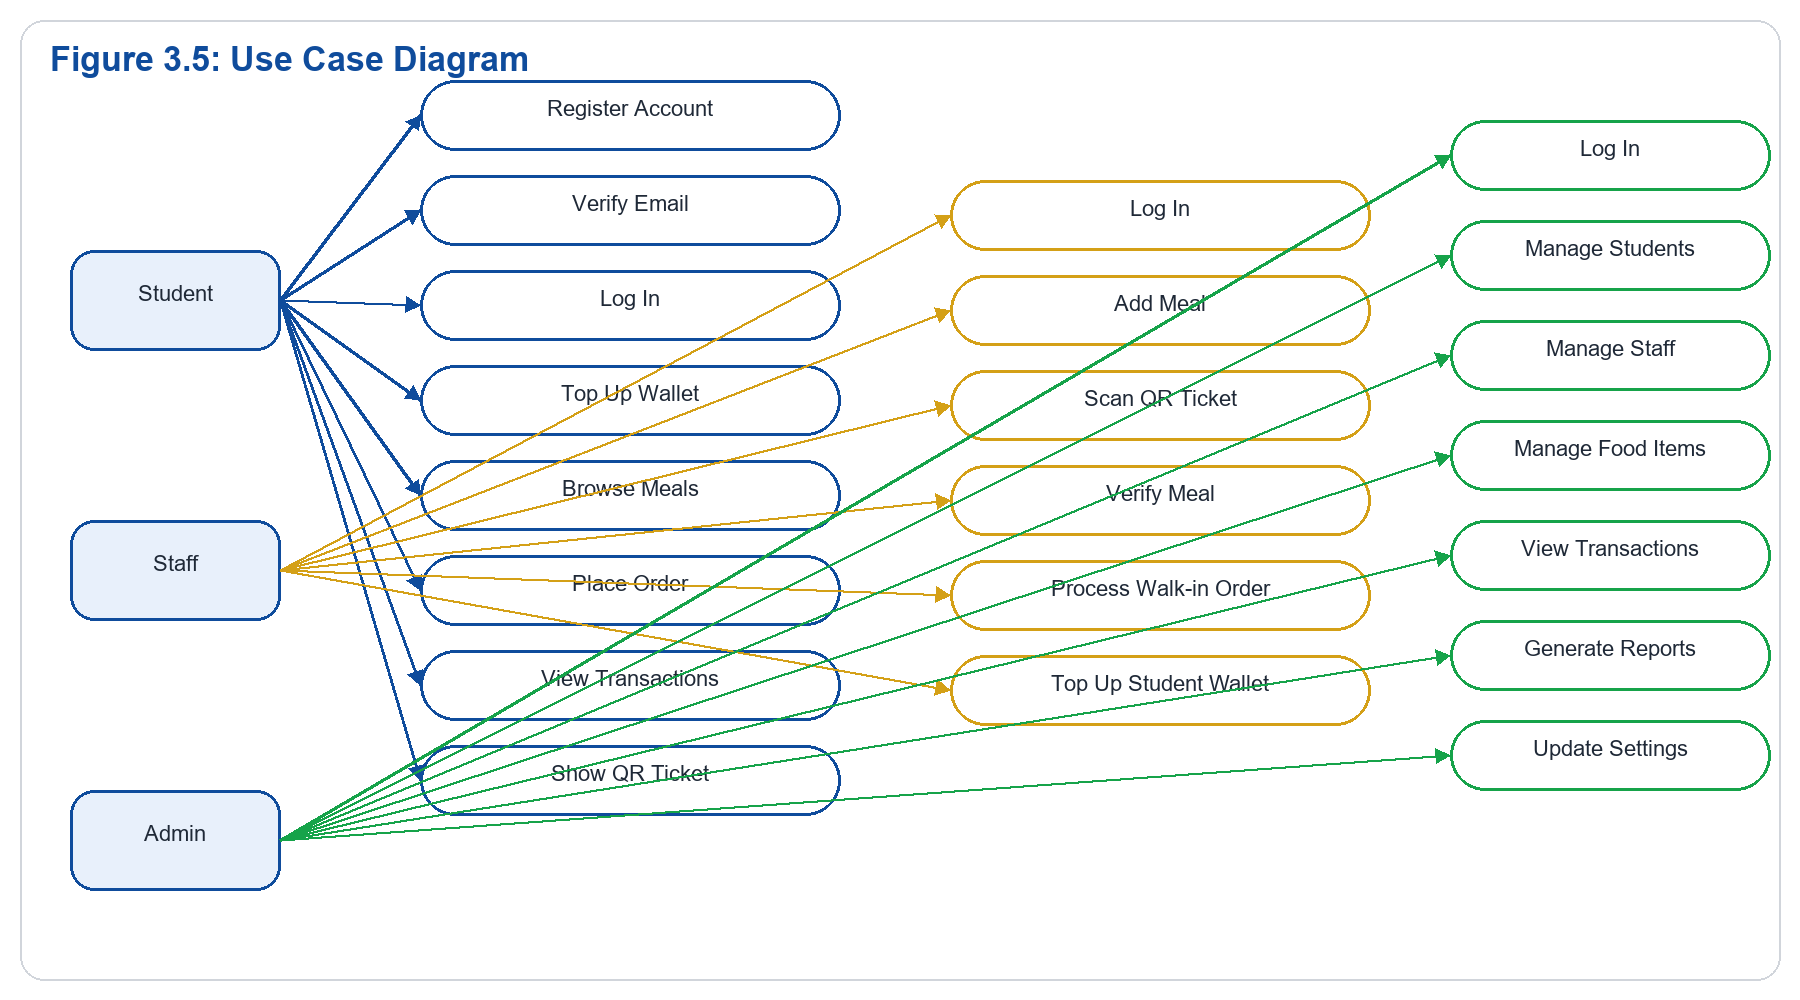 Figure 3.5: Use Case Diagram
Student
Staff
Admin
Register Account
Verify Email
Log In
Top Up Wallet
Browse Meals
Place Order
View Transactions
Show QR Ticket
Log In
Add Meal
Scan QR Ticket
Verify Meal
Process Walk-in Order
Top Up Student Wallet
Log In
Manage Students
Manage Staff
Manage Food Items
View Transactions
Generate Reports
Update Settings